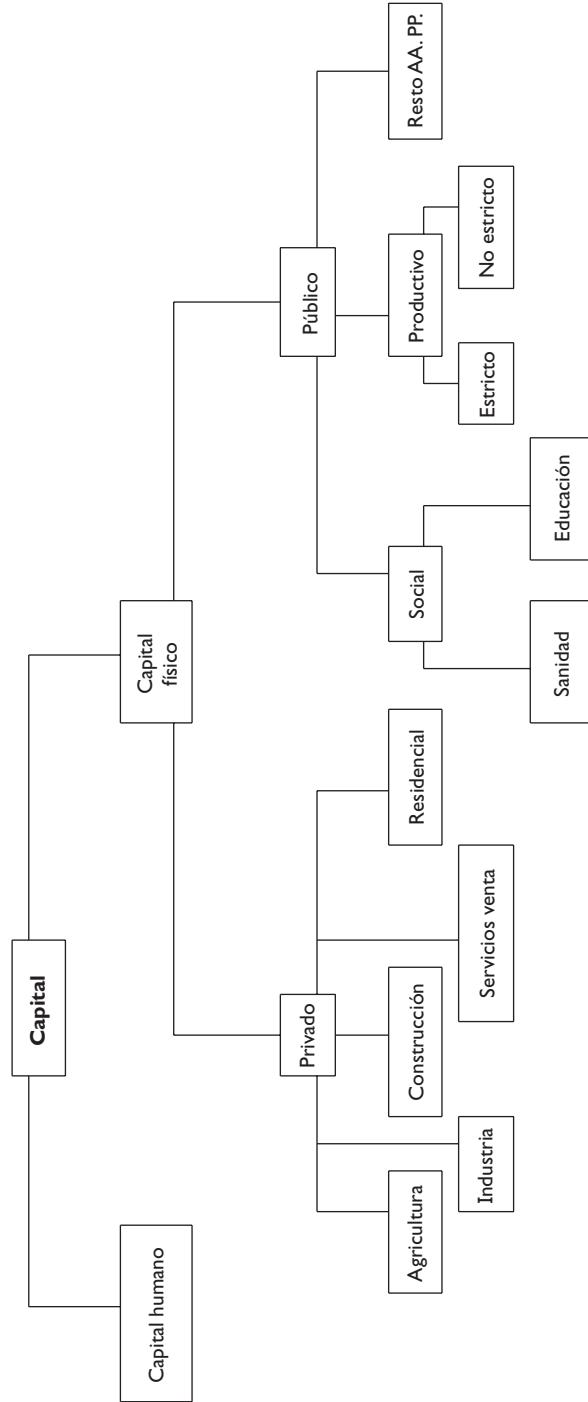 Capital
Capital humano
Capital
físico
Privado
Público
Agricultura
Construcción
Residencial
Social
Productivo
Resto AA. PP.
Industria
Servicios venta
Estricto
No estricto
Sanidad
Educación